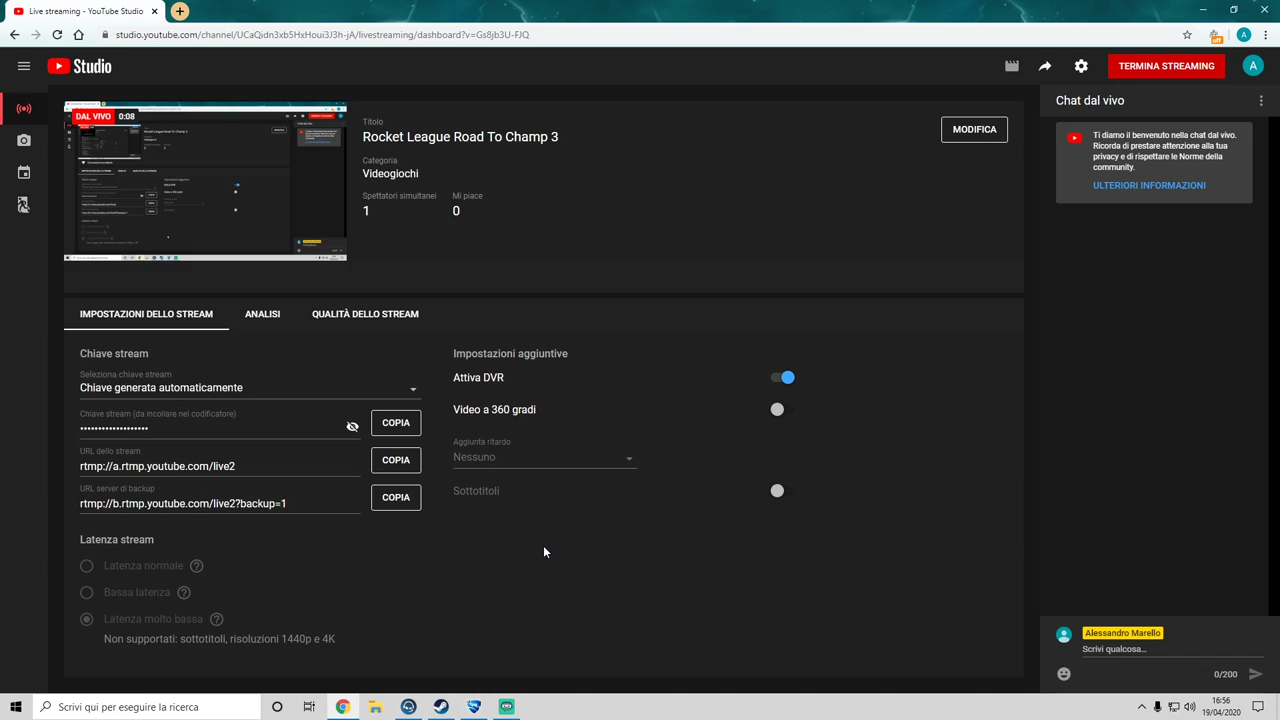 Live streaming - YouTube Studio
studio.youtube.com/channel/UCaQidn3xb5HxHoui3J3h-jA/livestreaming/dashboard?v=Gs8jb3U-FJQ
off
A
Studio
TERMINA STREAMING
A
DAL VIVO 0:08
Titolo
Rocket League Road To Champ 3
MODIFICA
Categoria
Videogiochi
Spettatori simultanei Mi piace
1 0
Chat dal vivo
Ti diamo il benvenuto nella chat dal vivo.
Ricorda di prestare attenzione alla tua
privacy e di rispettare le Norme della
community.
ULTERIORI INFORMAZIONI
IMPOSTAZIONI DELLO STREAM ANALISI QUALITÀ DELLO STREAM
Chiave stream
Seleziona chiave stream
Chiave generata automaticamente
Chiave stream (da incollare nel codificatore)
••••••••••••••••••• COPIA
URL dello stream
rtmp://a.rtmp.youtube.com/live2 COPIA
URL server di backup
rtmp://b.rtmp.youtube.com/live2?backup=1 COPIA
Latenza stream
Latenza normale ?
Bassa latenza ?
Latenza molto bassa ?
Non supportati: sottotitoli, risoluzioni 1440p e 4K
Impostazioni aggiuntive
Attiva DVR
Video a 360 gradi
Aggiunta ritardo
Nessuno
Sottotitoli
Alessandro Marello
Scrivi qualcosa...
0/200
Scrivi qui per eseguire la ricerca
16:56
19/04/2020